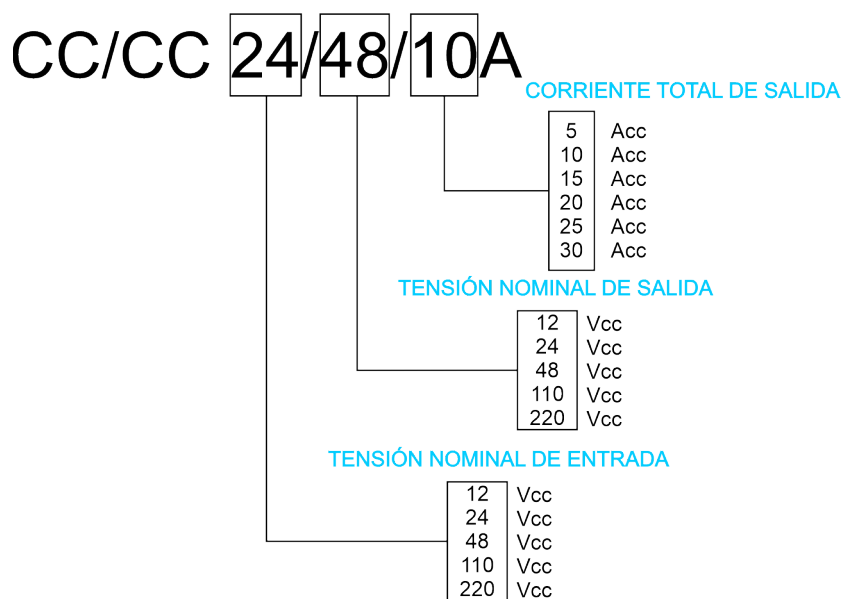 CC/CC 24/48/10A
CORRIENTE TOTAL DE SALIDA
5 Acc
10 Acc
15 Acc
20 Acc
25 Acc
30 Acc
TENSIÓN NOMINAL DE SALIDA
12 Vcc
24 Vcc
48 Vcc
110 Vcc
220 Vcc
TENSIÓN NOMINAL DE ENTRADA
12 Vcc
24 Vcc
48 Vcc
110 Vcc
220 Vcc